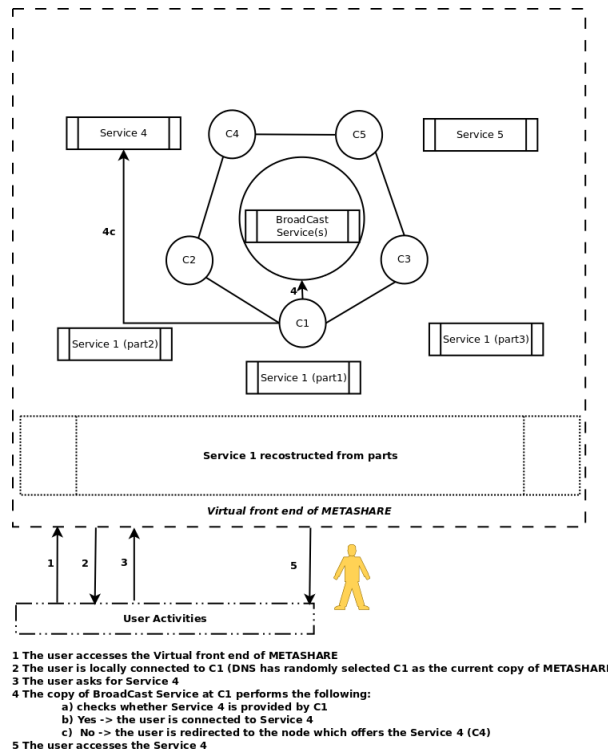 Service 4
C4
C5
Service 5
BroadCast
Service(s)
4c
C2
C3
4
C1
Service 1 (part2)
Service 1 (part3)
Service 1 (part1)
Service 1 recostructed from parts
Virtual front end of METASHARE
1
2
3
5
User Activities
1 The user accesses the Virtual front end of METASHARE
2 The user is locally connected to C1 (DNS has randomly selected C1 as the current copy of METASHARE
3 The user asks for Service 4
4 The copy of BroadCast Service at C1 performs the following:
a) checks whether Service 4 is provided by C1
b) Yes -> the user is connected to Service 4
c) No -> the user is redirected to the node which offers the Service 4 (C4)
5 The user accesses the Service 4